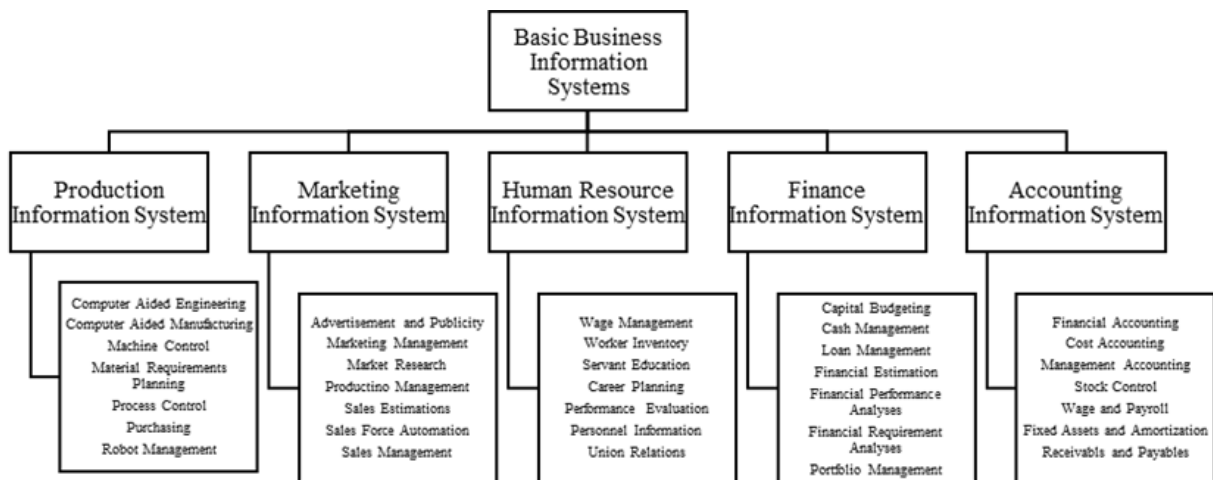 Basic Business
Information
Systems
Production
Information System
Marketing
Information System
Human Resource
Information System
Finance
Information System
Accounting
Information System
Computer Aided Engineering
Computer Aided Manufacturing
Machine Control
Material Requirements
Planning
Process Control
Purchasing
Robot Management
Advertisement and Publicity
Marketing Management
Market Research
Productino Management
Sales Estimations
Sales Force Automation
Sales Management
Wage Management
Worker Inventory
Servant Education
Career Planning
Performance Evaluation
Personnel Information
Union Relations
Capital Budgeting
Cash Management
Loan Management
Financial Estimation
Financial Performance
Analyses
Financial Requirement
Analyses
Portfolio Management
Financial Accounting
Cost Accounting
Management Accounting
Stock Control
Wage and Payroll
Fixed Assets and Amortization
Receivabls and Payables